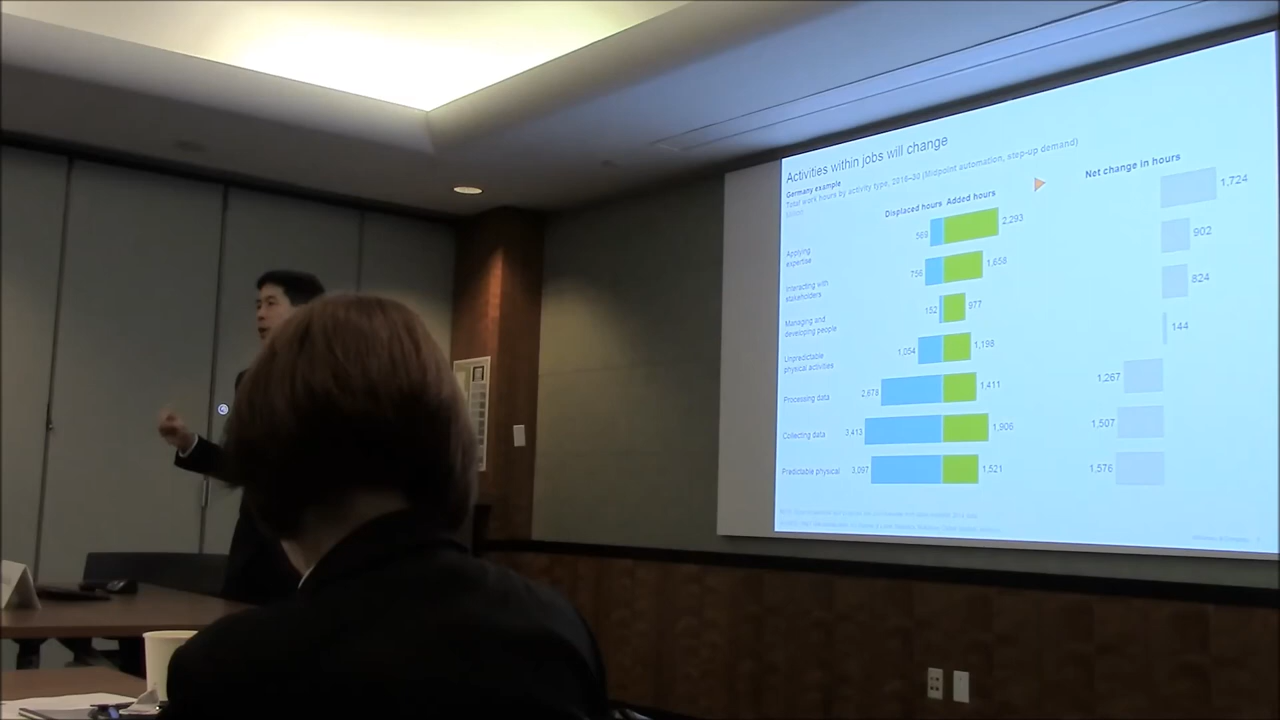 Activities within jobs will change
Germany example
Total work hours by activity type, 2016–30 (Midpoint automation, step-up demand)
Displaced hours Added hours
Net change in hours
Applying
expertise
569 2,293 1,724
Interacting with
stakeholders
756 1,658 902
Managing and
developing people
152 977 824
Unpredictable
physical activities
1,054 1,198 144
Processing data 2,678 1,411 1,267
Collecting data 3,413 1,906 1,507
Predictable physical 3,097 1,521 1,576